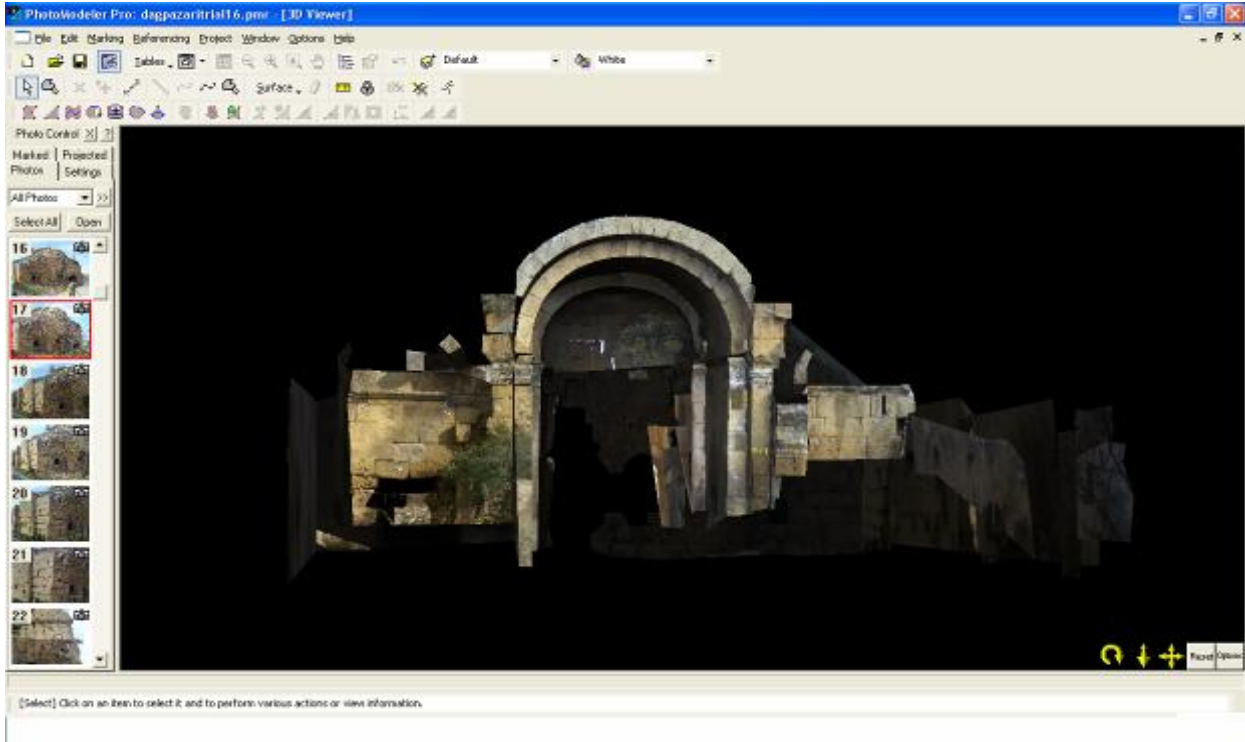 PhotoModeler Pro: dagpazaritrial16.pmr - [3D Viewer]
File Edit Marking Referencing Project Window Options Help
Tables Default White
Surface
Photo Control
Marked Projected
Photos Settings
All Photos >>
Select All Open
16
17
18
19
20
21
22
Reset Options
[Select] Click on an item to select it and to perform various actions or view information.